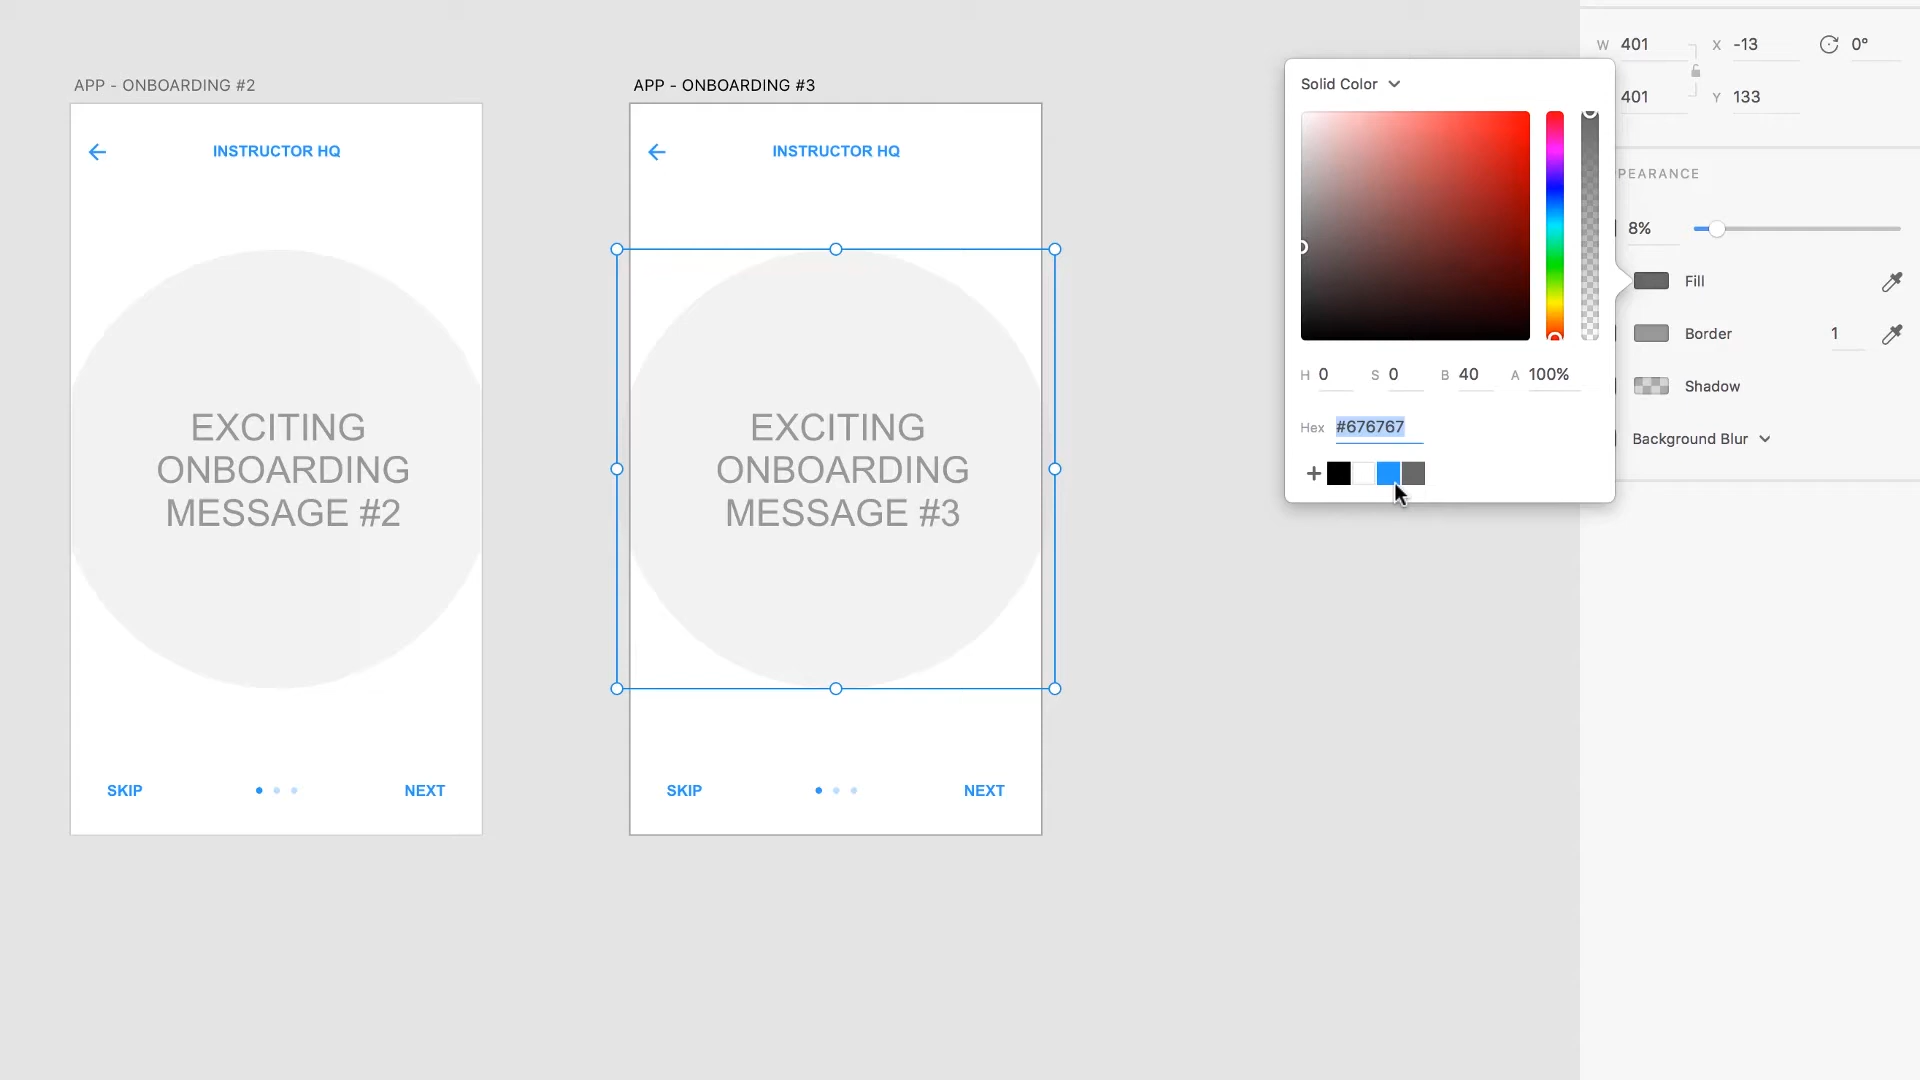 APP - ONBOARDING #2
INSTRUCTOR HQ
EXCITING
ONBOARDING
MESSAGE #2
SKIP
NEXT
APP - ONBOARDING #3
INSTRUCTOR HQ
EXCITING
ONBOARDING
MESSAGE #3
SKIP
NEXT
Solid Color
H 0 S 0 B 40 A 100%
Hex #676767
W 401 X -13 0°
401 Y 133
PEARANCE
8%
Fill
Border 1
Shadow
Background Blur